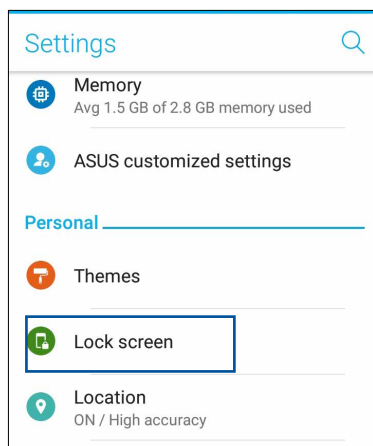 Settings
Memory
Avg 1.5 GB of 2.8 GB memory used
ASUS customized settings
Personal
Themes
Lock screen
Location
ON / High accuracy